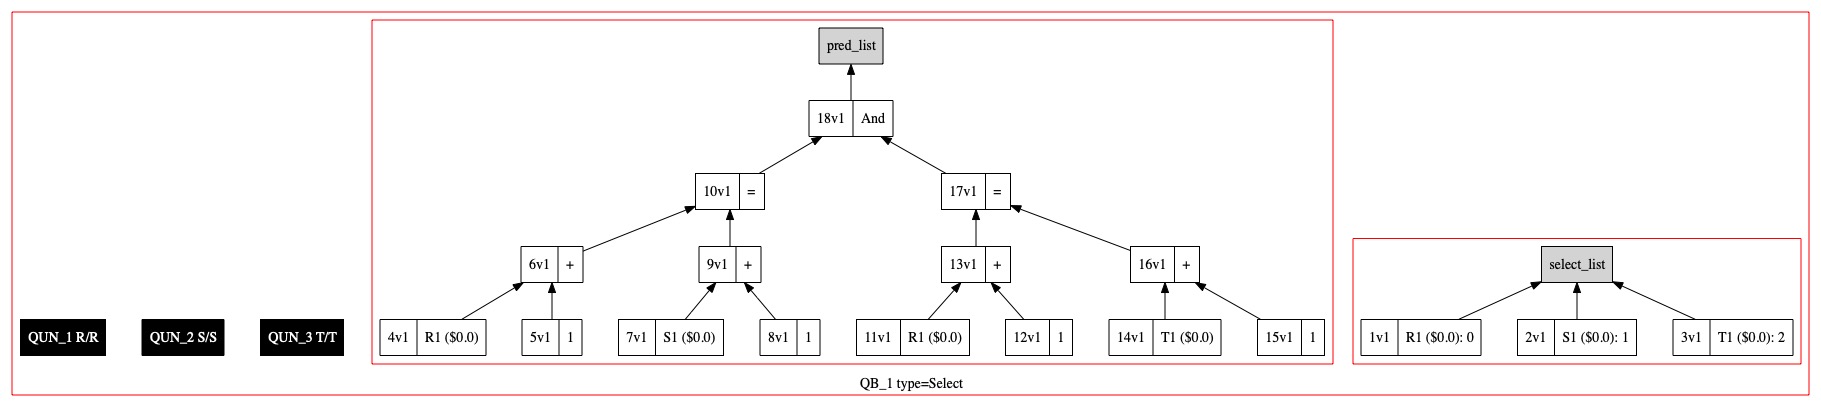 pred_list
18v1 And
10v1 =
17v1 =
6v1 +
9v1 +
13v1 +
16v1 +
select_list
QUN_1 R/R
QUN_2 S/S
QUN_3 T/T
4v1 R1 ($0.0)
5v1 1
7v1 S1 ($0.0)
8v1 1
11v1 R1 ($0.0)
12v1 1
14v1 T1 ($0.0)
15v1 1
1v1 R1 ($0.0): 0
2v1 S1 ($0.0): 1
3v1 T1 ($0.0): 2
QB_1 type=Select